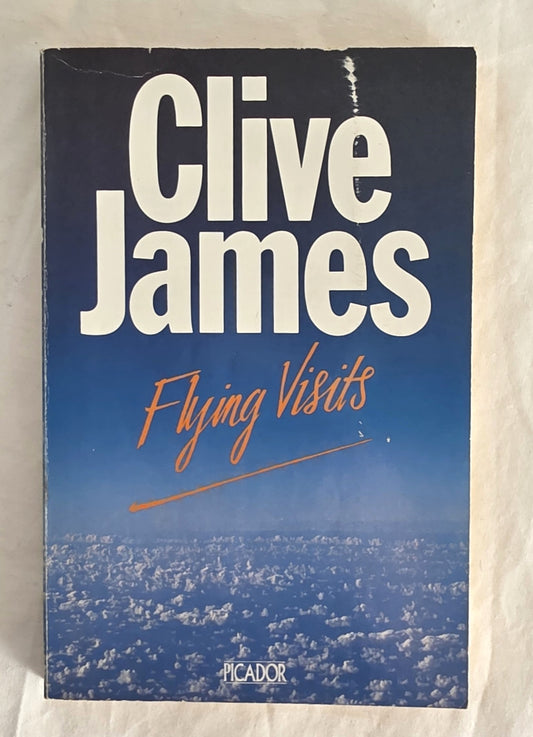 Clive
James
Flying Visits
PICADOR